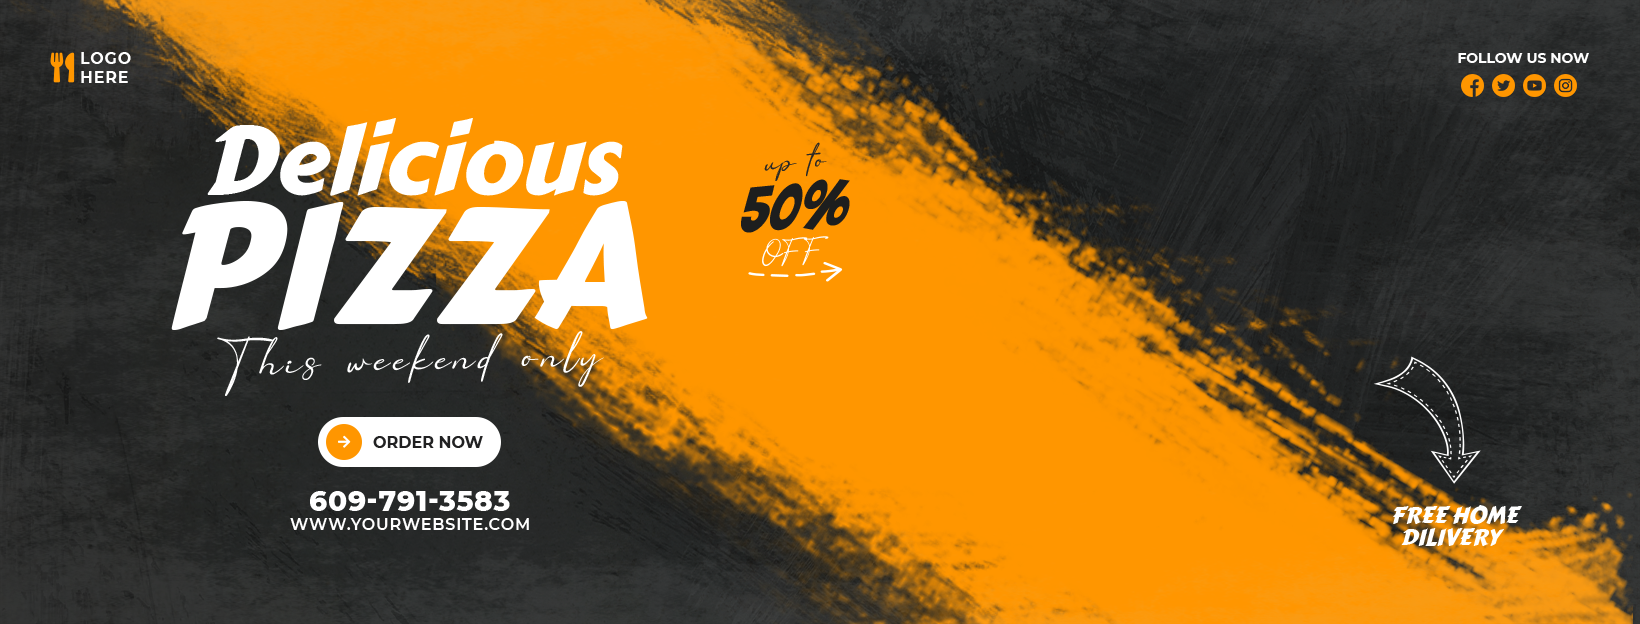 LOGO
HERE
FOLLOW US NOW
Delicious
PIZZA
This weekend only
up to
50%
OFF
ORDER NOW
609-791-3583
WWW.YOURWEBSITE.COM
FREE HOME
DILIVERY